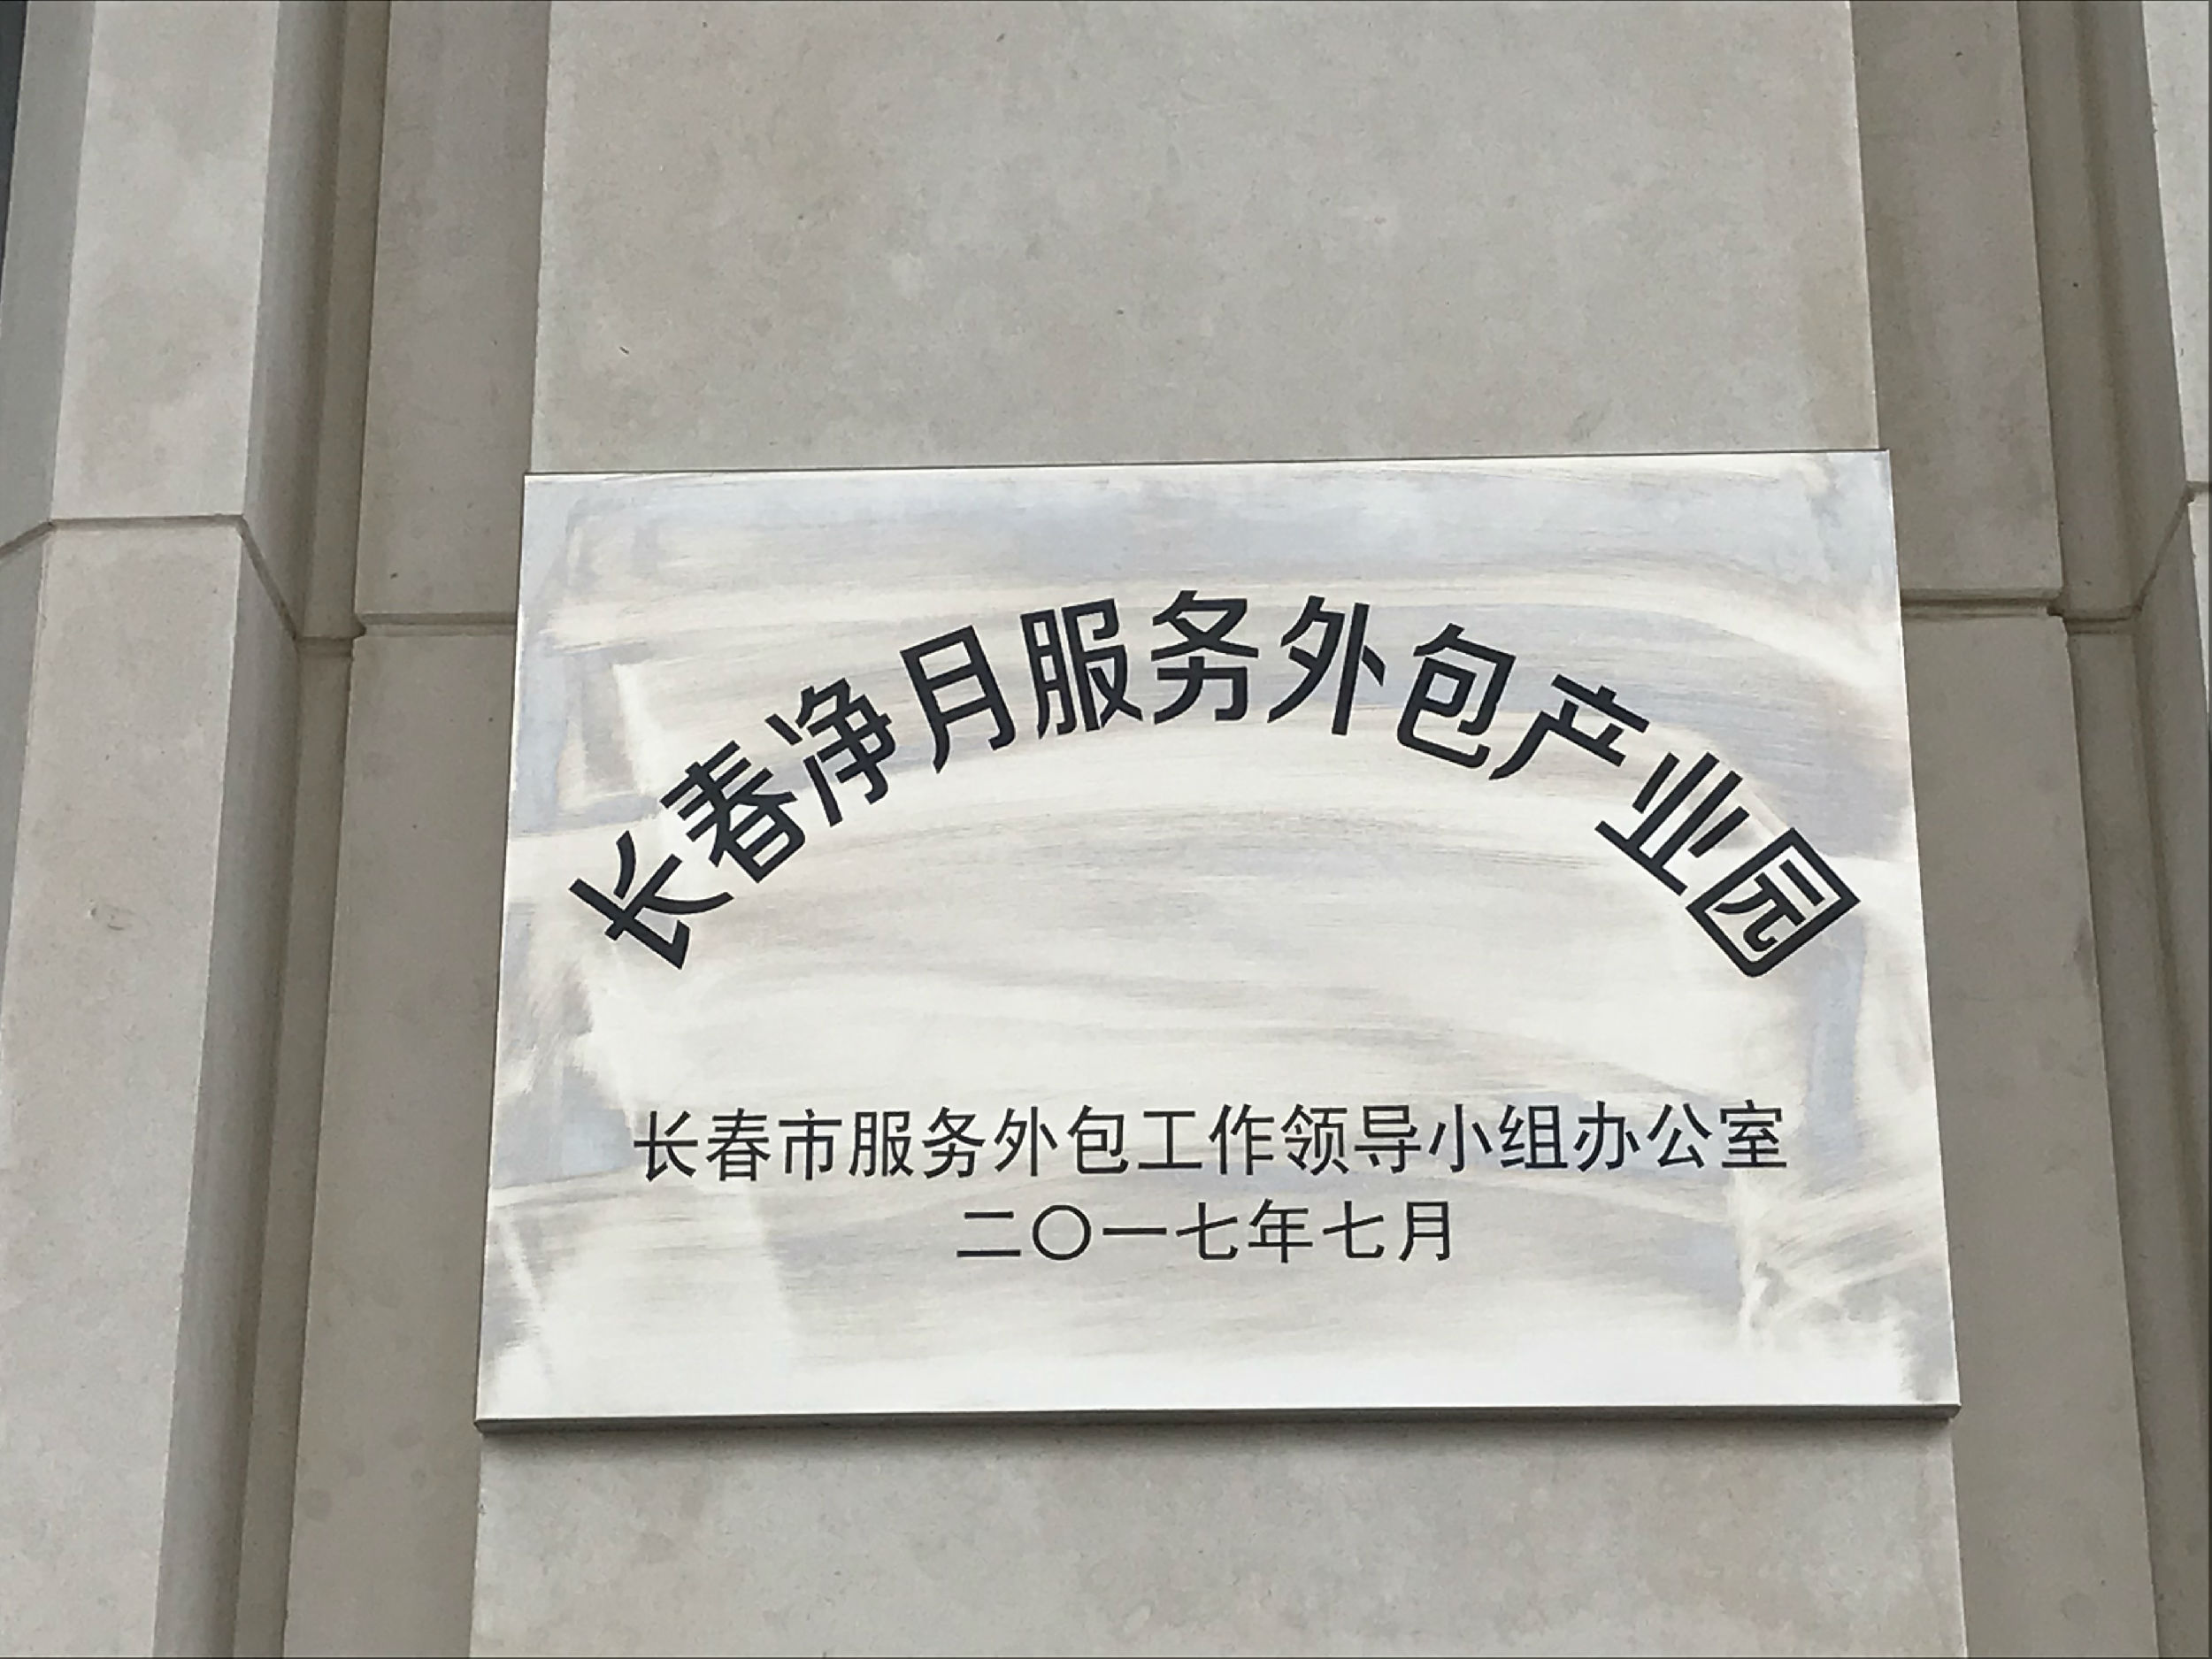 长春净月服务外包产业园
长春市服务外包工作领导小组办公室
二〇一七年七月